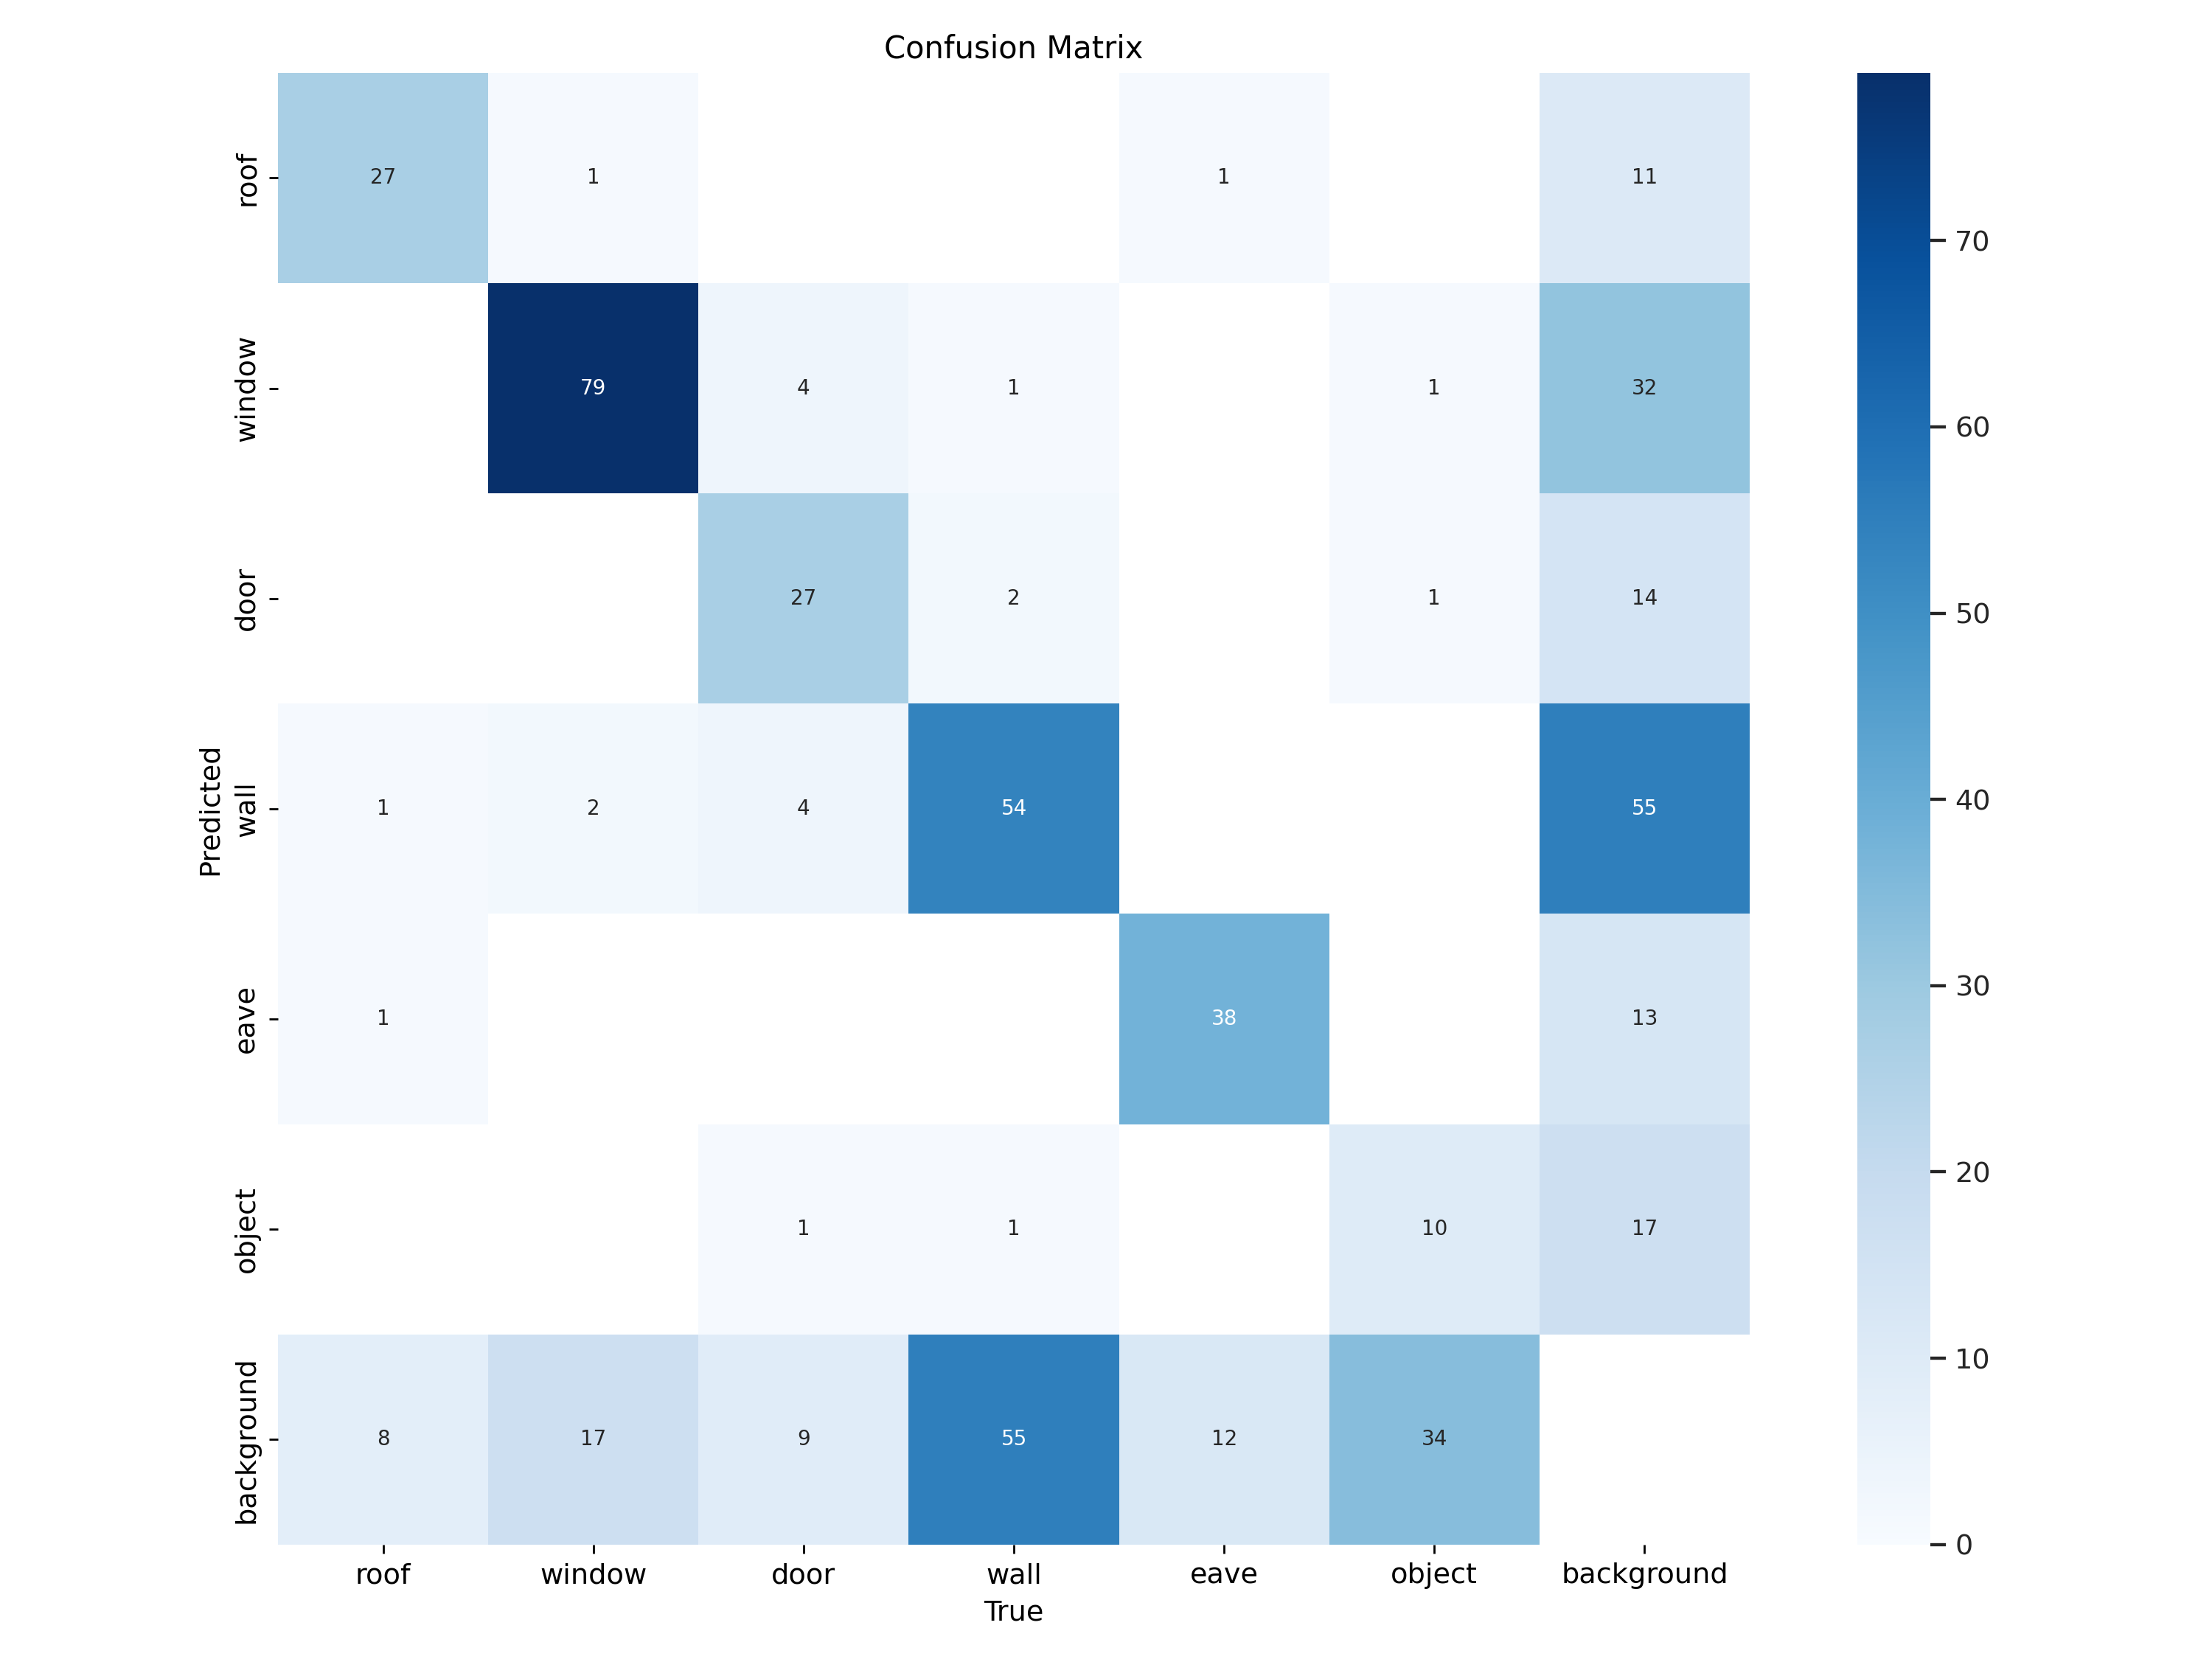 Confusion Matrix
roof 27 1 1 11
window 79 4 1 1 32
door 27 2 1 14
wall 1 2 4 54 55
eave 1 38 13
object 1 1 10 17
background 8 17 9 55 12 34
Predicted
roof window door wall eave object background
True
70
60
50
40
30
20
10
0